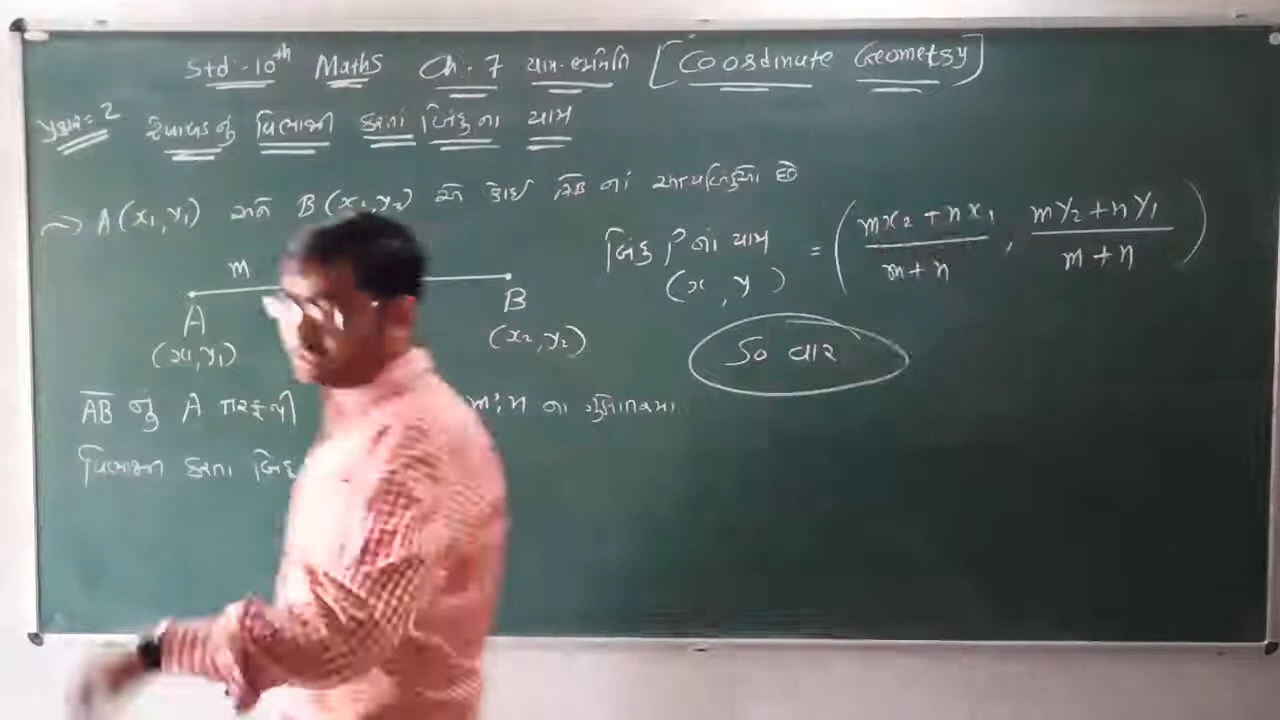 Std.-10th Maths Ch.-7 યામ-ભૂમિતિ [Coordinate Geometry]
પ્રકાર=2 રેખાખંડનું વિભાજન કરતાં બિંદુના યામ
→ A(x₁, y₁) અને B(x₂, y₂) એ કોઈ AB નાં અંત્યબિંદુઓ છે
m
A
B
(x₁, y₁)
(x₂, y₂)
AB નું A તરફથી m:n ના ગુણોત્તરમાં
વિભાજન કરતા બિંદુ
બિંદુ P નાં યામ = (mx₂+nx₁/m+n, my₂+ny₁/m+n)
(x, y)
50 વાર